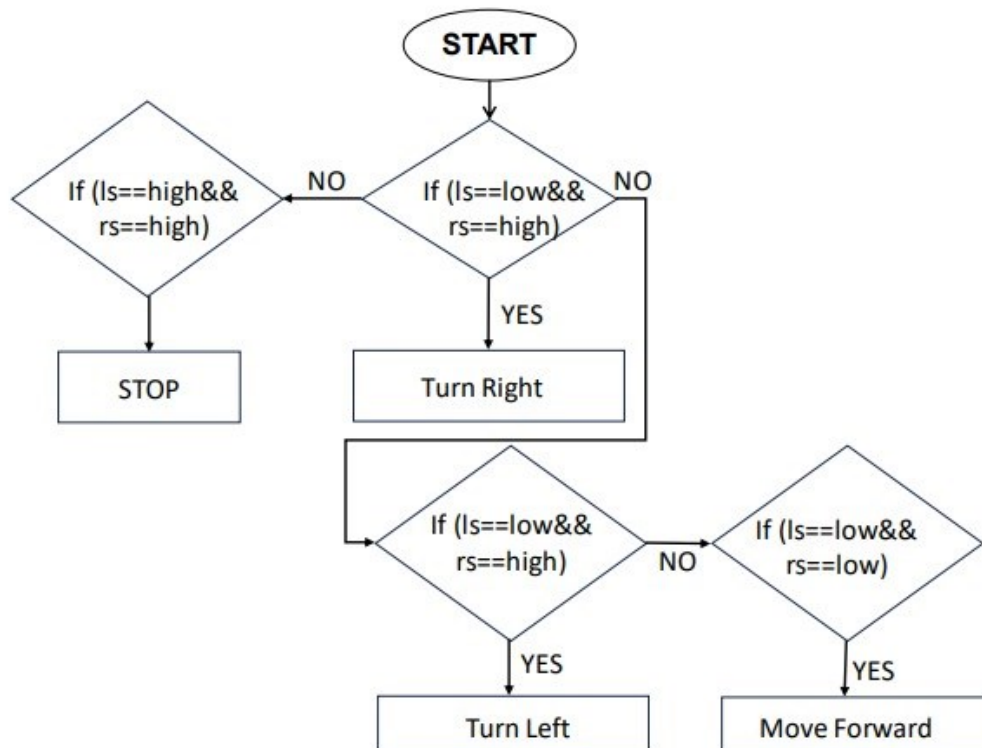 START
If (ls==high&&
rs==high)
NO
If (ls==low&&
rs==high)
NO
YES
STOP
Turn Right
If (ls==low&&
rs==high)
NO
If (ls==low&&
rs==low)
YES
YES
Turn Left
Move Forward